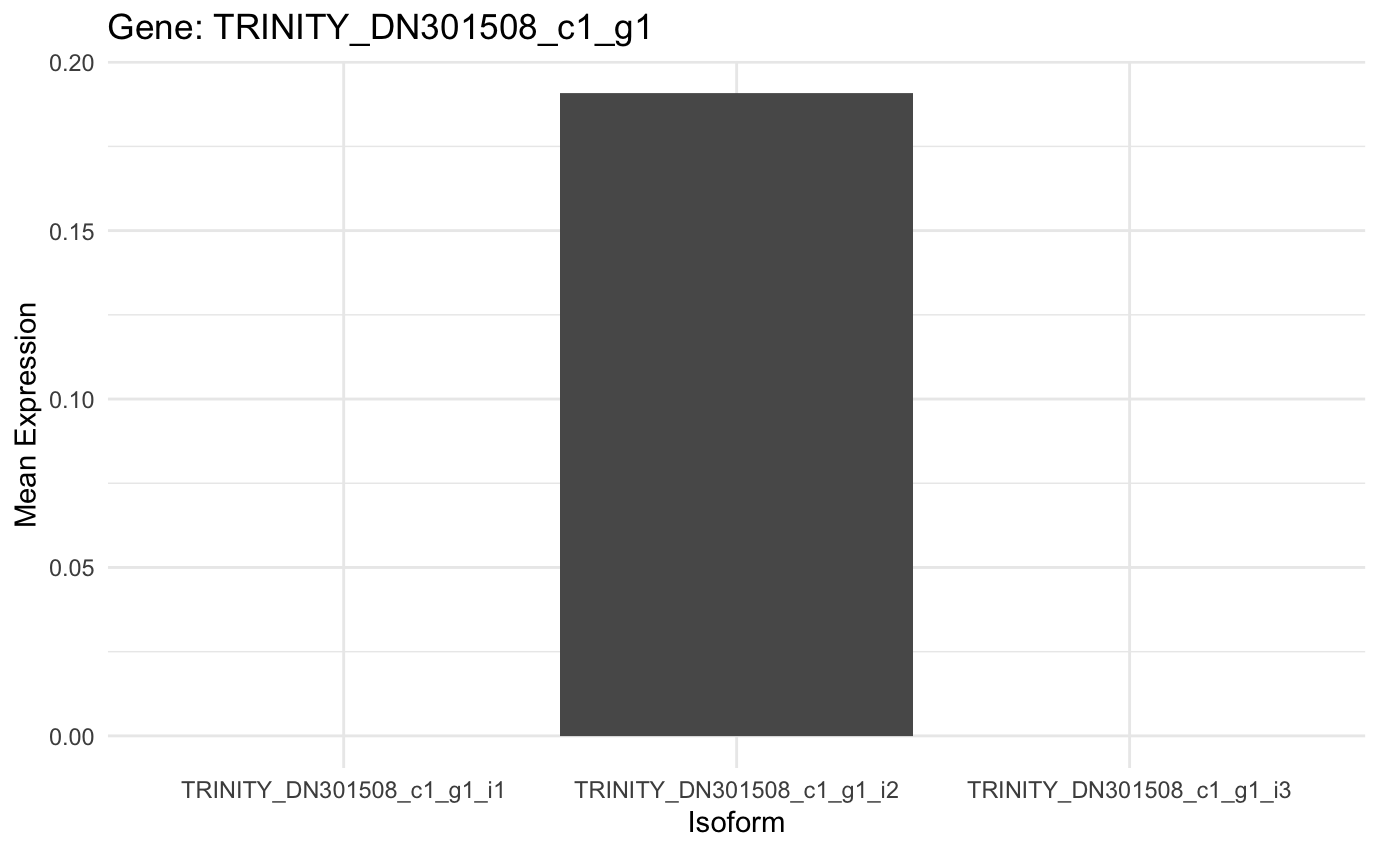 Gene: TRINITY_DN301508_c1_g1
0.20
0.15
0.10
0.05
0.00
Mean Expression
TRINITY_DN301508_c1_g1_i1
TRINITY_DN301508_c1_g1_i2
TRINITY_DN301508_c1_g1_i3
Isoform